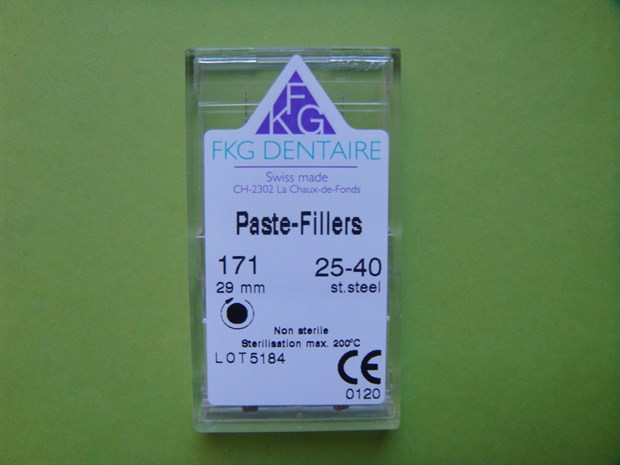 FKG
FKG DENTAIRE
Swiss made
CH-2302 La Chaux-de-Fonds
Paste-Fillers
171 25-40
29 mm st.steel
Non sterile
Sterilisation max. 200°C
LOT5184
CE
0120